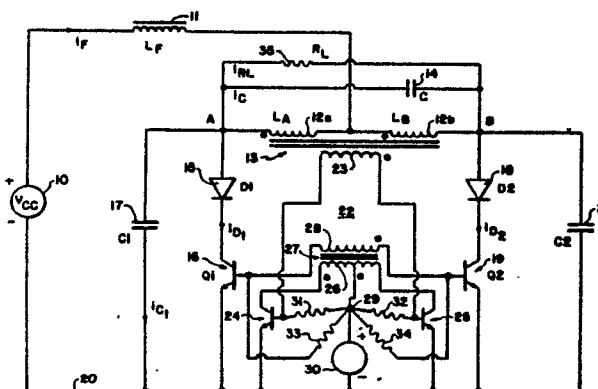 11
iF
LF
36
RL
iRL
14
iC
C
A
LA
12a
LB
12b
B
13
23
10
+
VCC
-
17
C1
15
D1
18
D2
22
iD1
28
iD2
C2
27
16
Q1
26
19
Q2
iC1
24
31
29
32
25
33
34
+
20
30
-